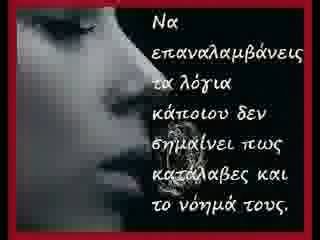 Να
επαναλαμβάνεις
τα λόγια
κάποιου δεν
σημαίνει πως
κατάλαβες και
το νόημά τους.